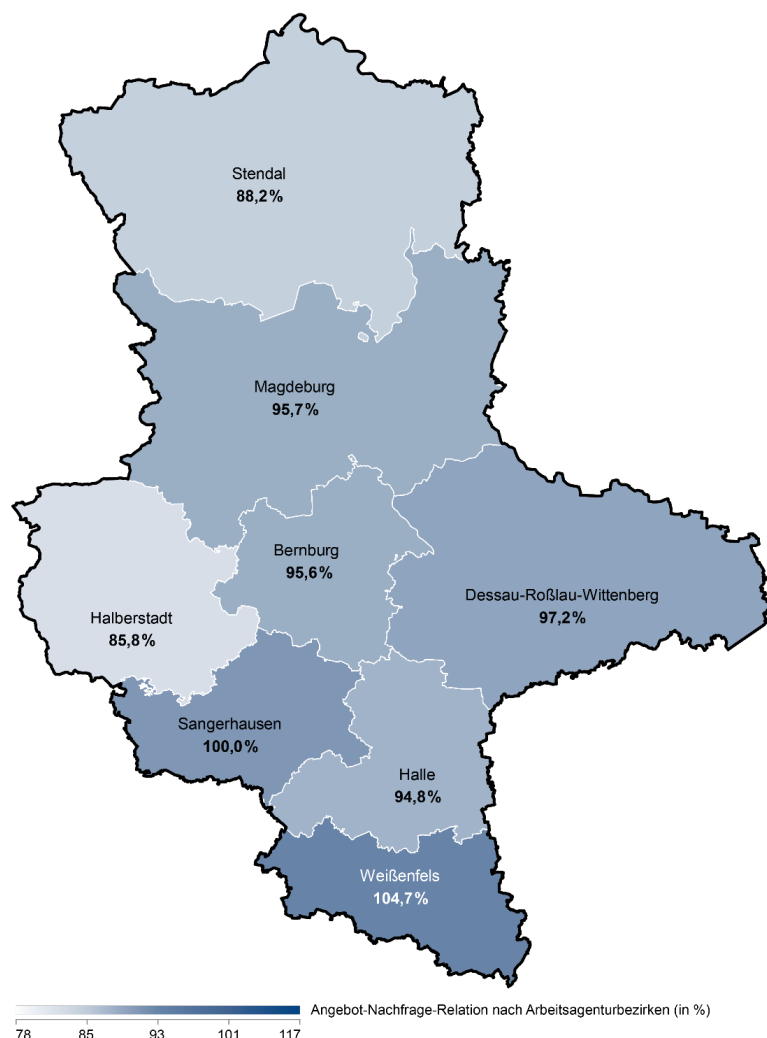 Stendal
88,2%
Magdeburg
95,7%
Bernburg
95,6%
Dessau-Roßlau-Wittenberg
97,2%
Halberstadt
85,8%
Sangerhausen
100,0%
Halle
94,8%
Weißenfels
104,7%
Angebot-Nachfrage-Relation nach Arbeitsagenturbezirken (in %)
78 85 93 101 117